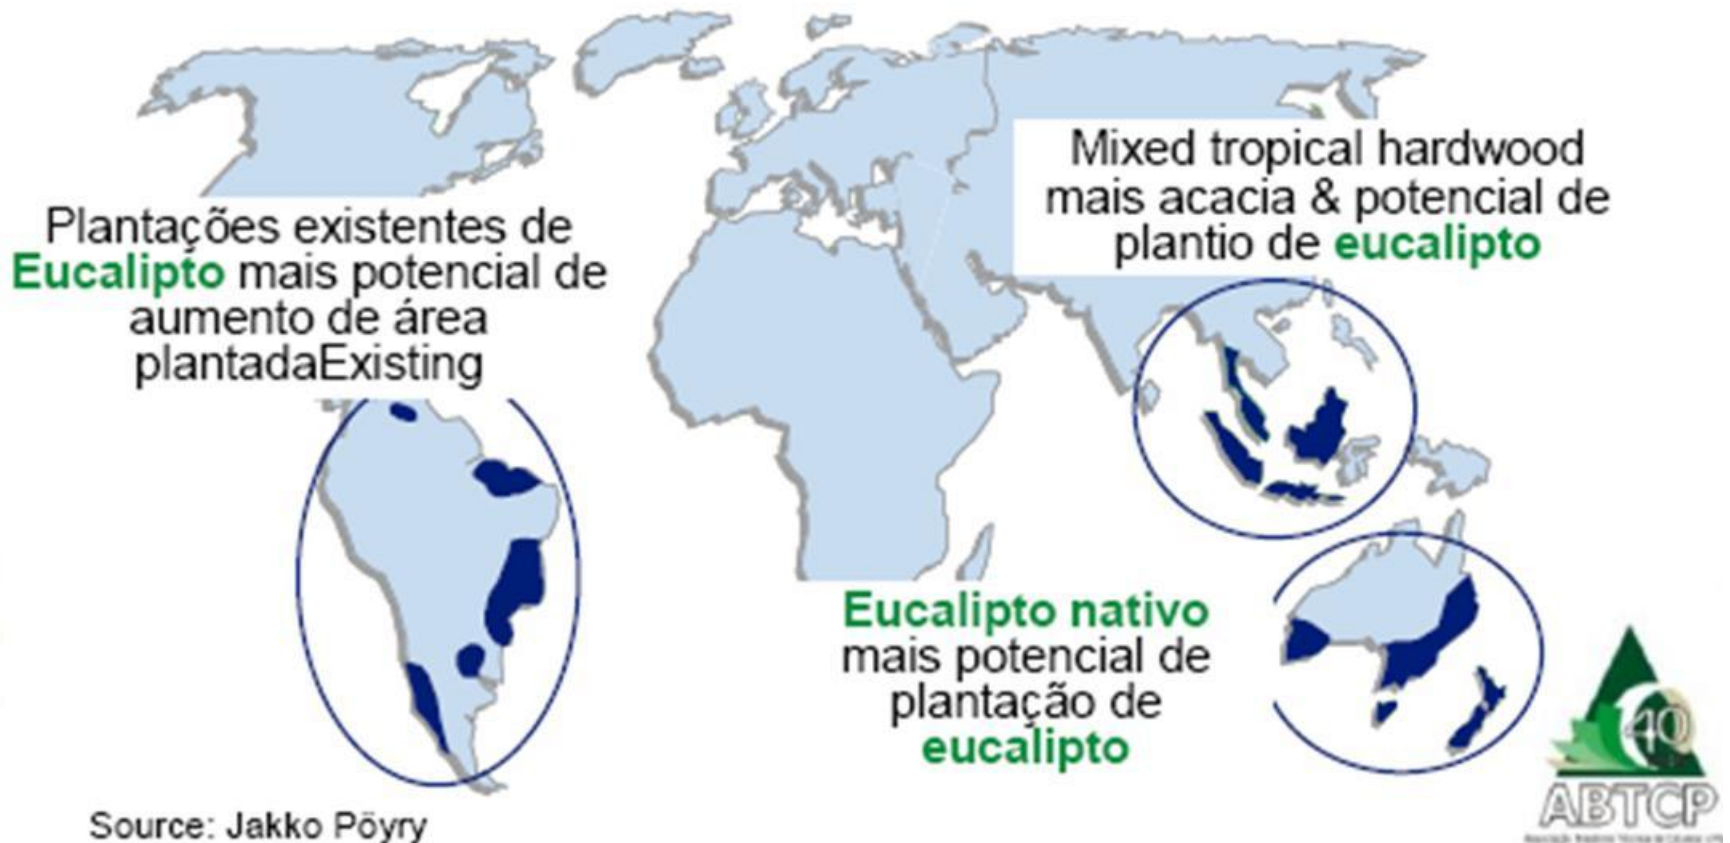 Plantações existentes de
Eucalipto mais potencial de
aumento de área
plantadaExisting
Mixed tropical hardwood
mais acacia & potencial de
plantio de eucalipto
Eucalipto nativo
mais potencial de
plantação de
eucalipto
Source: Jakko Pöyry
40
ABTCP